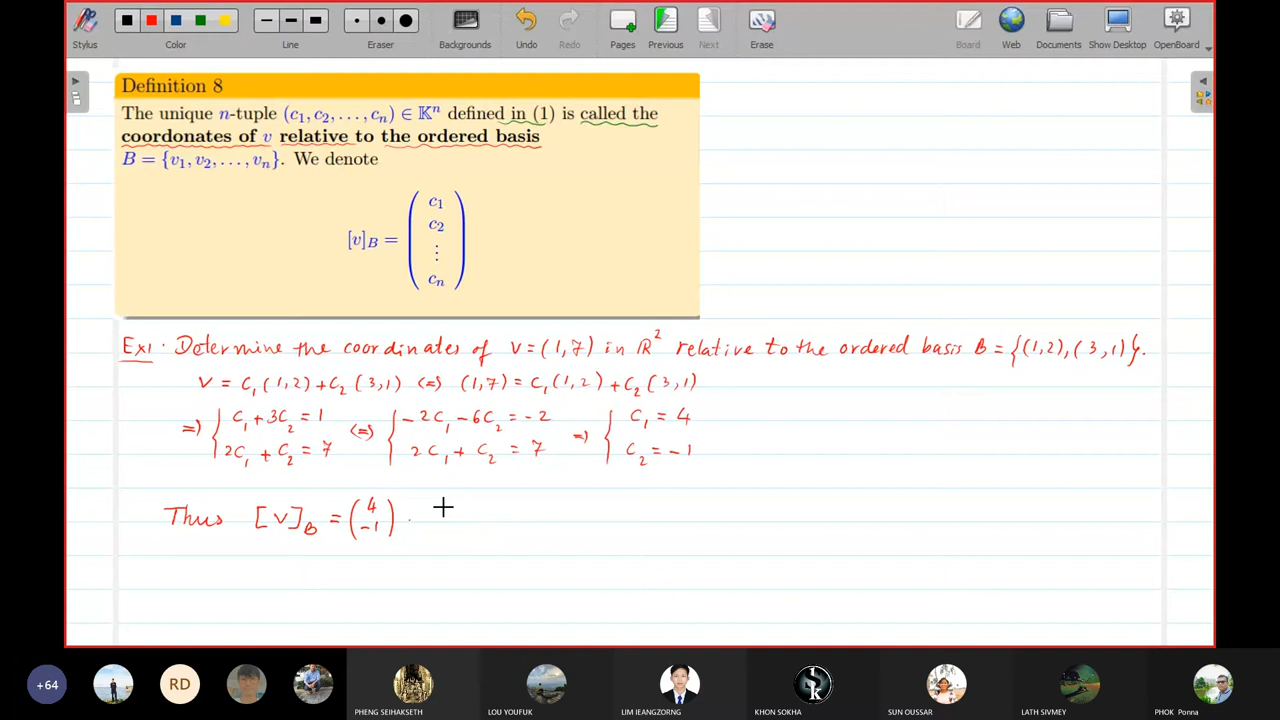 Stylus Color Line Eraser Backgrounds Undo Redo Pages Previous Next Erase Board Web Documents Show Desktop OpenBoard
Definition 8
The unique n-tuple (c₁, c₂, . . . , cₙ) ∈ 𝕂ⁿ defined in (1) is called the
coordonates of v relative to the ordered basis
B = {v₁, v₂, . . . , vₙ}. We denote
[v]_B = ( c₁ c₂ ⋮ cₙ )
Ex1. Determine the coordinates of V=(1,7) in ℝ² relative to the ordered basis B = {(1,2),(3,1)}.
V = C₁(1,2)+C₂(3,1) <=> (1,7) = C₁(1,2)+C₂(3,1)
=> { C₁+3C₂=1 <=> { -2C₁-6C₂=-2 => { C₁ = 4
2C₁+C₂=7 2C₁+C₂=7 C₂=-1
Thus [V]_B = ( 4 -1 ).
+64
RD
PHENG SEIHAKSETH
LOU YOUFUK
LIM IEANGZORNG
KHON SOKHA
SUN OUSSAR
LATH SIVMEY
PHOK Ponna